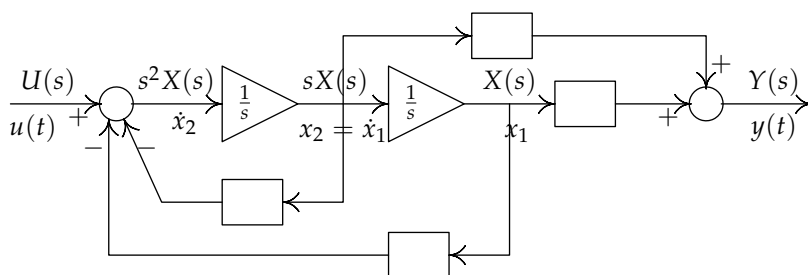 U(s) s²X(s) 1/s sX(s) 1/s X(s) Y(s)
u(t) + ẋ₂ x₂ = ẋ₁ x₁ + + y(t)
− −